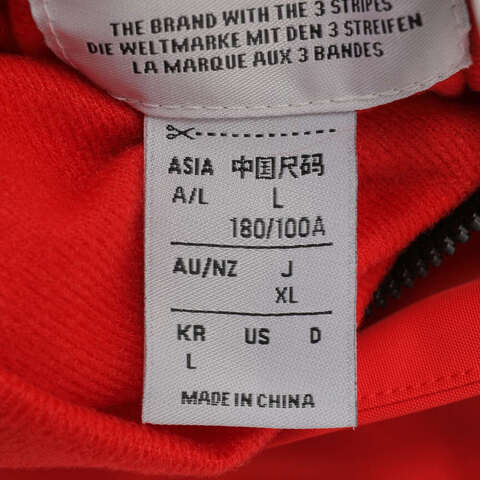 THE BRAND WITH THE 3 STRIPES
DIE WELTMARKE MIT DEN 3 STREIFEN
LA MARQUE AUX 3 BANDES
ASIA 中国尺码
A/L L
180/100A
AU/NZ J
XL
KR US D
L
MADE IN CHINA